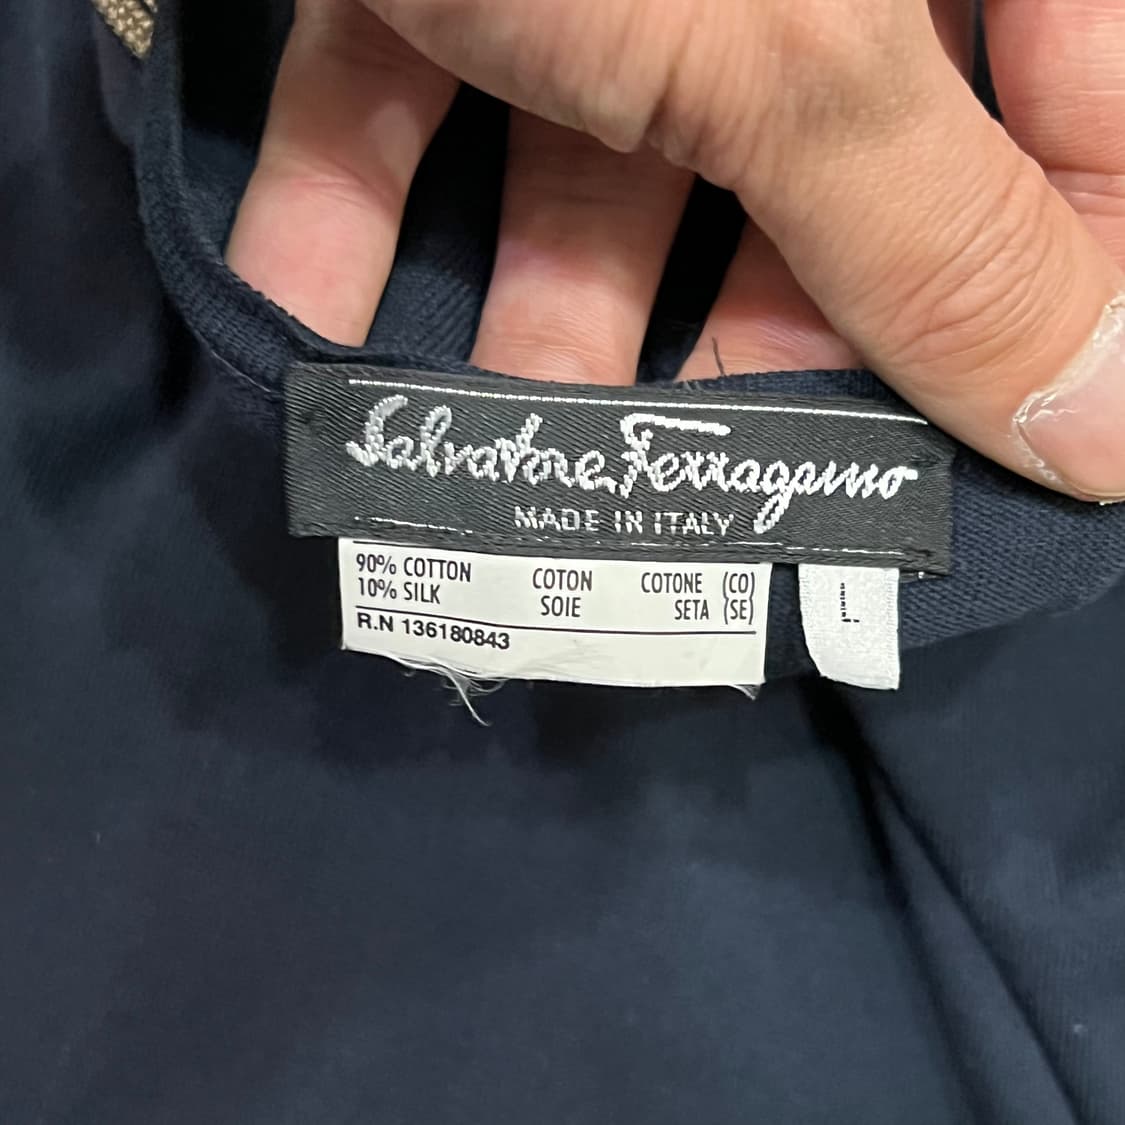 Salvatore Ferragamo
MADE IN ITALY
90% COTTON COTON COTONE (CO)
10% SILK SOIE SETA (SE)
R.N 136180843